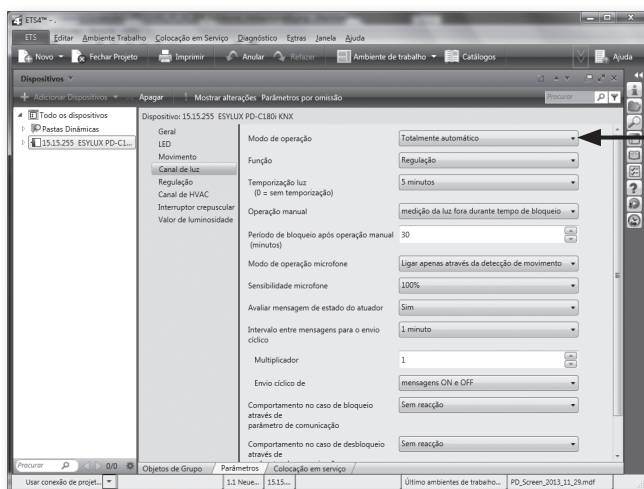 ETS4™ - .
ETS Editar Ambiente Trabalho Colocação em Serviço Diagnóstico Egtras Janela Ajuda
Novo Fechar Projeto Imprimir Anular Refazer Ambiente de trabalho Catálogos Ajuda
Dispositivos
Adicionar Dispositivos Apagar Mostrar alterações Parâmetros por omissão Procurar
Todo os dispositivos
Pastas Dinâmicas
15.15.255 ESYLUX PD-C1...
Dispositivo: 15.15.255 ESYLUX PD-C180i KNX
Geral
LED
Movimento
Canal de luz
Regulação
Canal de HVAC
Interruptor crepuscular
Valor de luminosidade
Modo de operação Totalmente automático
Função Regulação
Temporização luz 5 minutos
(0 = sem temporização)
Operação manual medição da luz fora durante tempo de bloqueio
Período de bloqueio após operação manual 30
(minutos)
Modo de operação microfone Ligar apenas através da detecção de movimento
Sensibilidade microfone 100%
Avaliar mensagem de estado do atuador Sim
Intervalo entre mensagens para o envio 1 minuto
cíclico
Multiplicador 1
Envio cíclico de mensagens ON e OFF
Comportamento no caso de bloqueio Sem reacção
através de
parâmetro de comunicação
Comportamento no caso de desbloqueio Sem reacção
através de
Procurar 0/0 Objetos de Grupo Parâmetros Colocação em serviço
Usar conexão de projet... 1.1 Neue... 15.15.... Último ambientes de trabalho... PD_Screen_2013_11_29.mdf